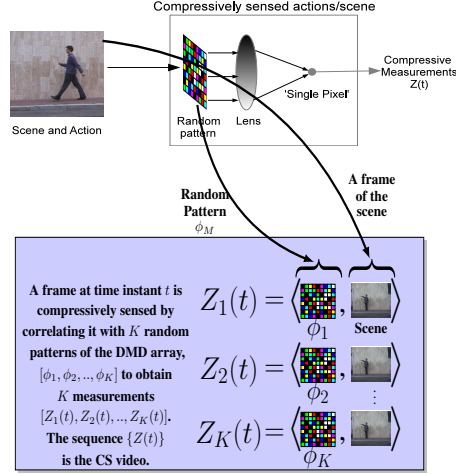 Compressively sensed actions/scene
Compressive
Measurements
Z(t)
'Single Pixel'
Random
pattern
Lens
Scene and Action
A frame
of the
scene
Random
Pattern
ϕ_M
A frame at time instant t is
compressively sensed by
correlating it with K random
patterns of the DMD array,
[ϕ_1, ϕ_2, .., ϕ_K] to obtain
K measurements
[Z_1(t), Z_2(t), .., Z_K(t)].
The sequence {Z(t)}
is the CS video.
Z_1(t) = ⟨ , ⟩
ϕ_1 Scene
Z_2(t) = ⟨ , ⟩
ϕ_2 ⋮
Z_K(t) = ⟨ , ⟩
ϕ_K